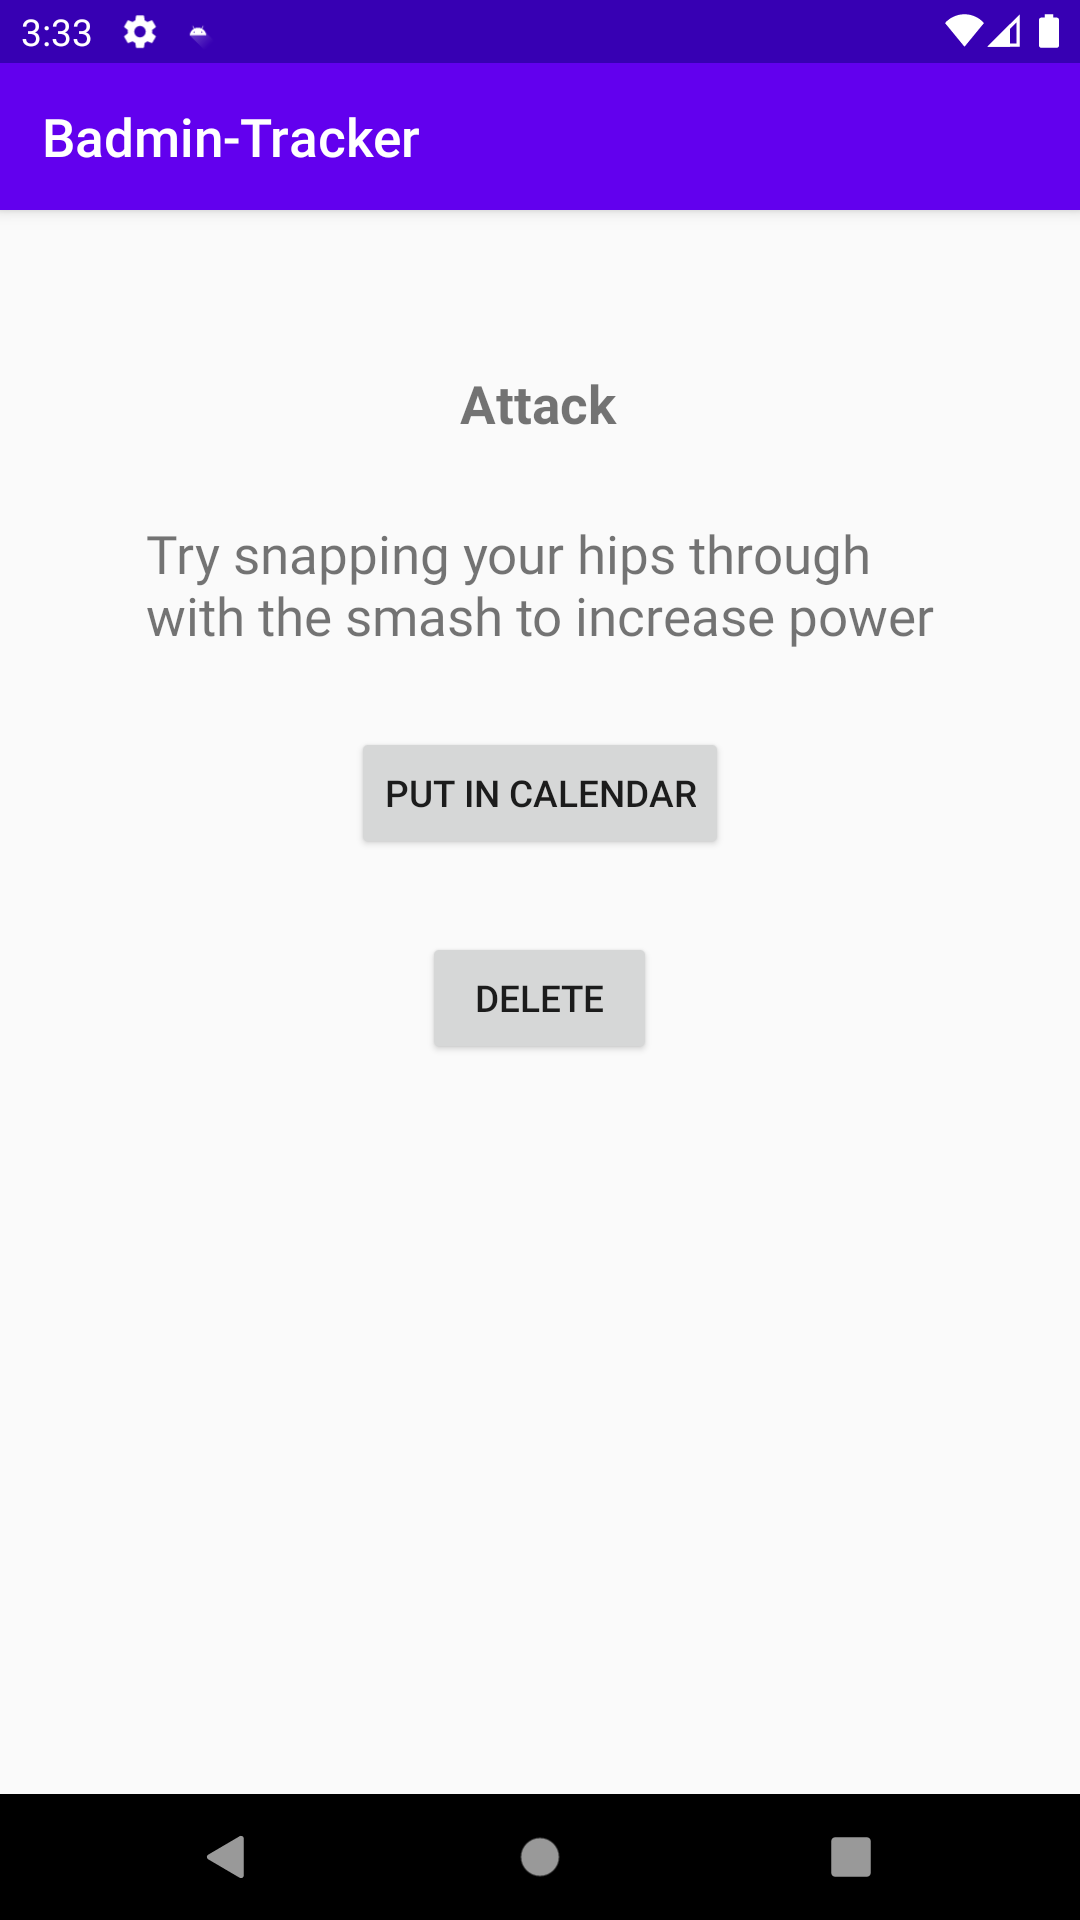 3:33
Badmin-Tracker
Attack
Try snapping your hips through
with the smash to increase power
PUT IN CALENDAR
DELETE